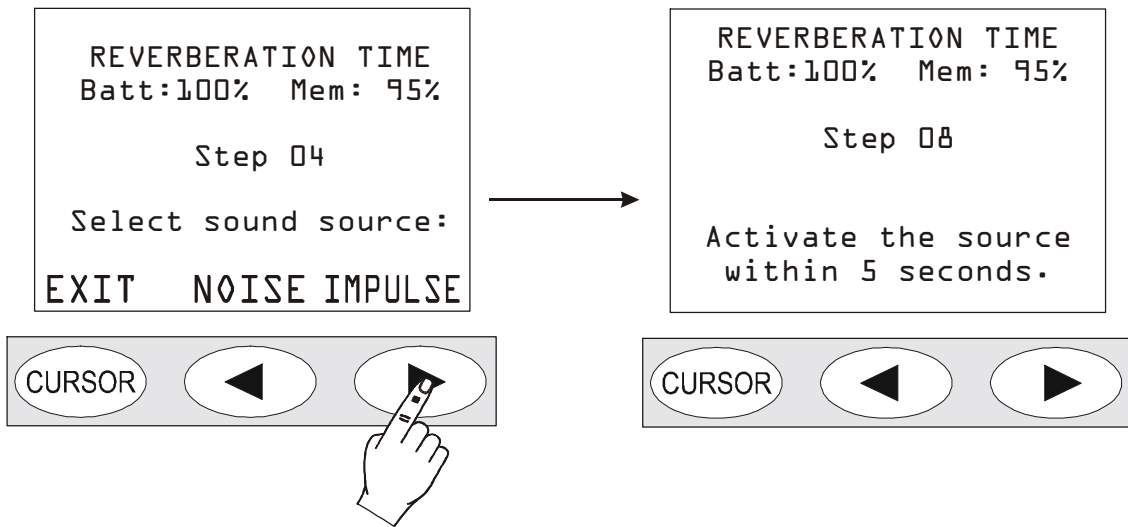 REVERBERATION TIME
Batt:100% Mem: 95%
Step 04
Select sound source:
EXIT NOISE IMPULSE
CURSOR
REVERBERATION TIME
Batt:100% Mem: 95%
Step 08
Activate the source
within 5 seconds.
CURSOR